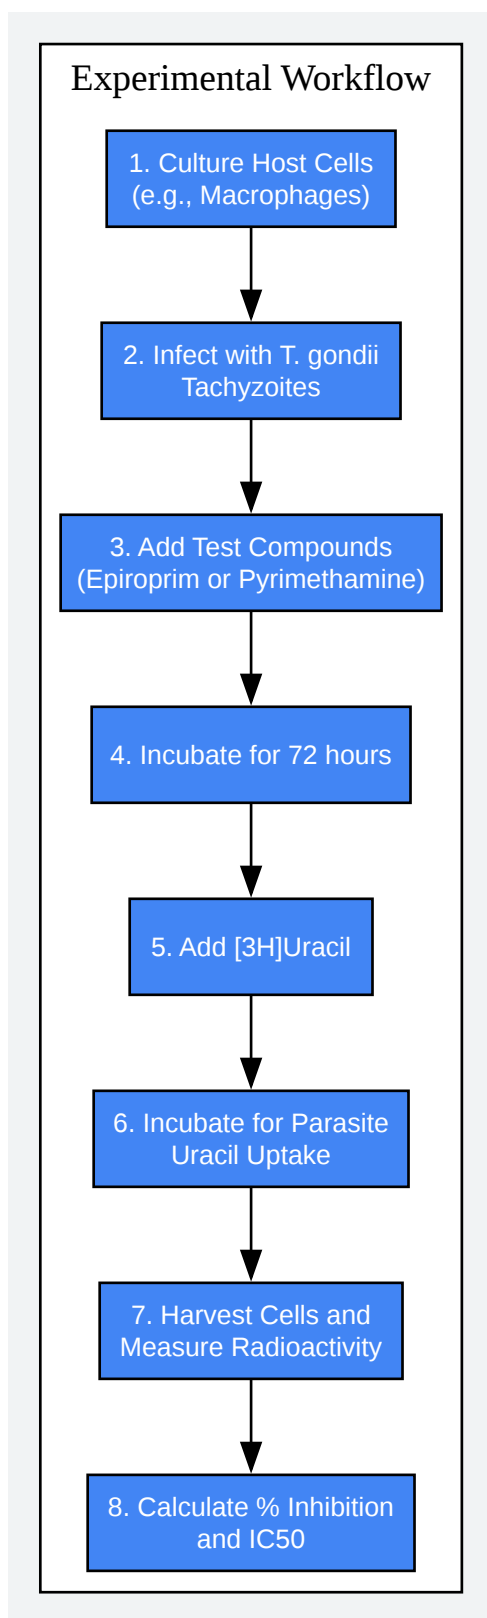 Experimental Workflow
1. Culture Host Cells
(e.g., Macrophages)
2. Infect with T. gondii
Tachyzoites
3. Add Test Compounds
(Epiroprim or Pyrimethamine)
4. Incubate for 72 hours
5. Add [3H]Uracil
6. Incubate for Parasite
Uracil Uptake
7. Harvest Cells and
Measure Radioactivity
8. Calculate % Inhibition
and IC50